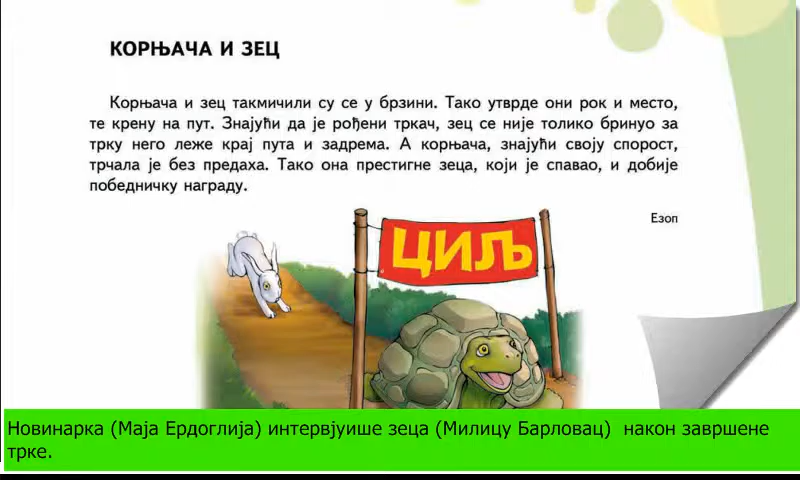 КОРЊАЧА И ЗЕЦ
Корњача и зец такмичили су се у брзини. Тако утврде они рок и место,
те крену на пут. Знајући да је рођени тркач, зец се није толико бринуо за
трку него леже крај пута и задрема. А корњача, знајући своју спорост,
трчала је без предаха. Тако она престигне зеца, који је спавао, и добије
победничку награду.
Езоп
ЦИЉ
Новинарка (Маја Ердоглија) интервјуише зеца (Милицу Барловац) након завршене
трке.